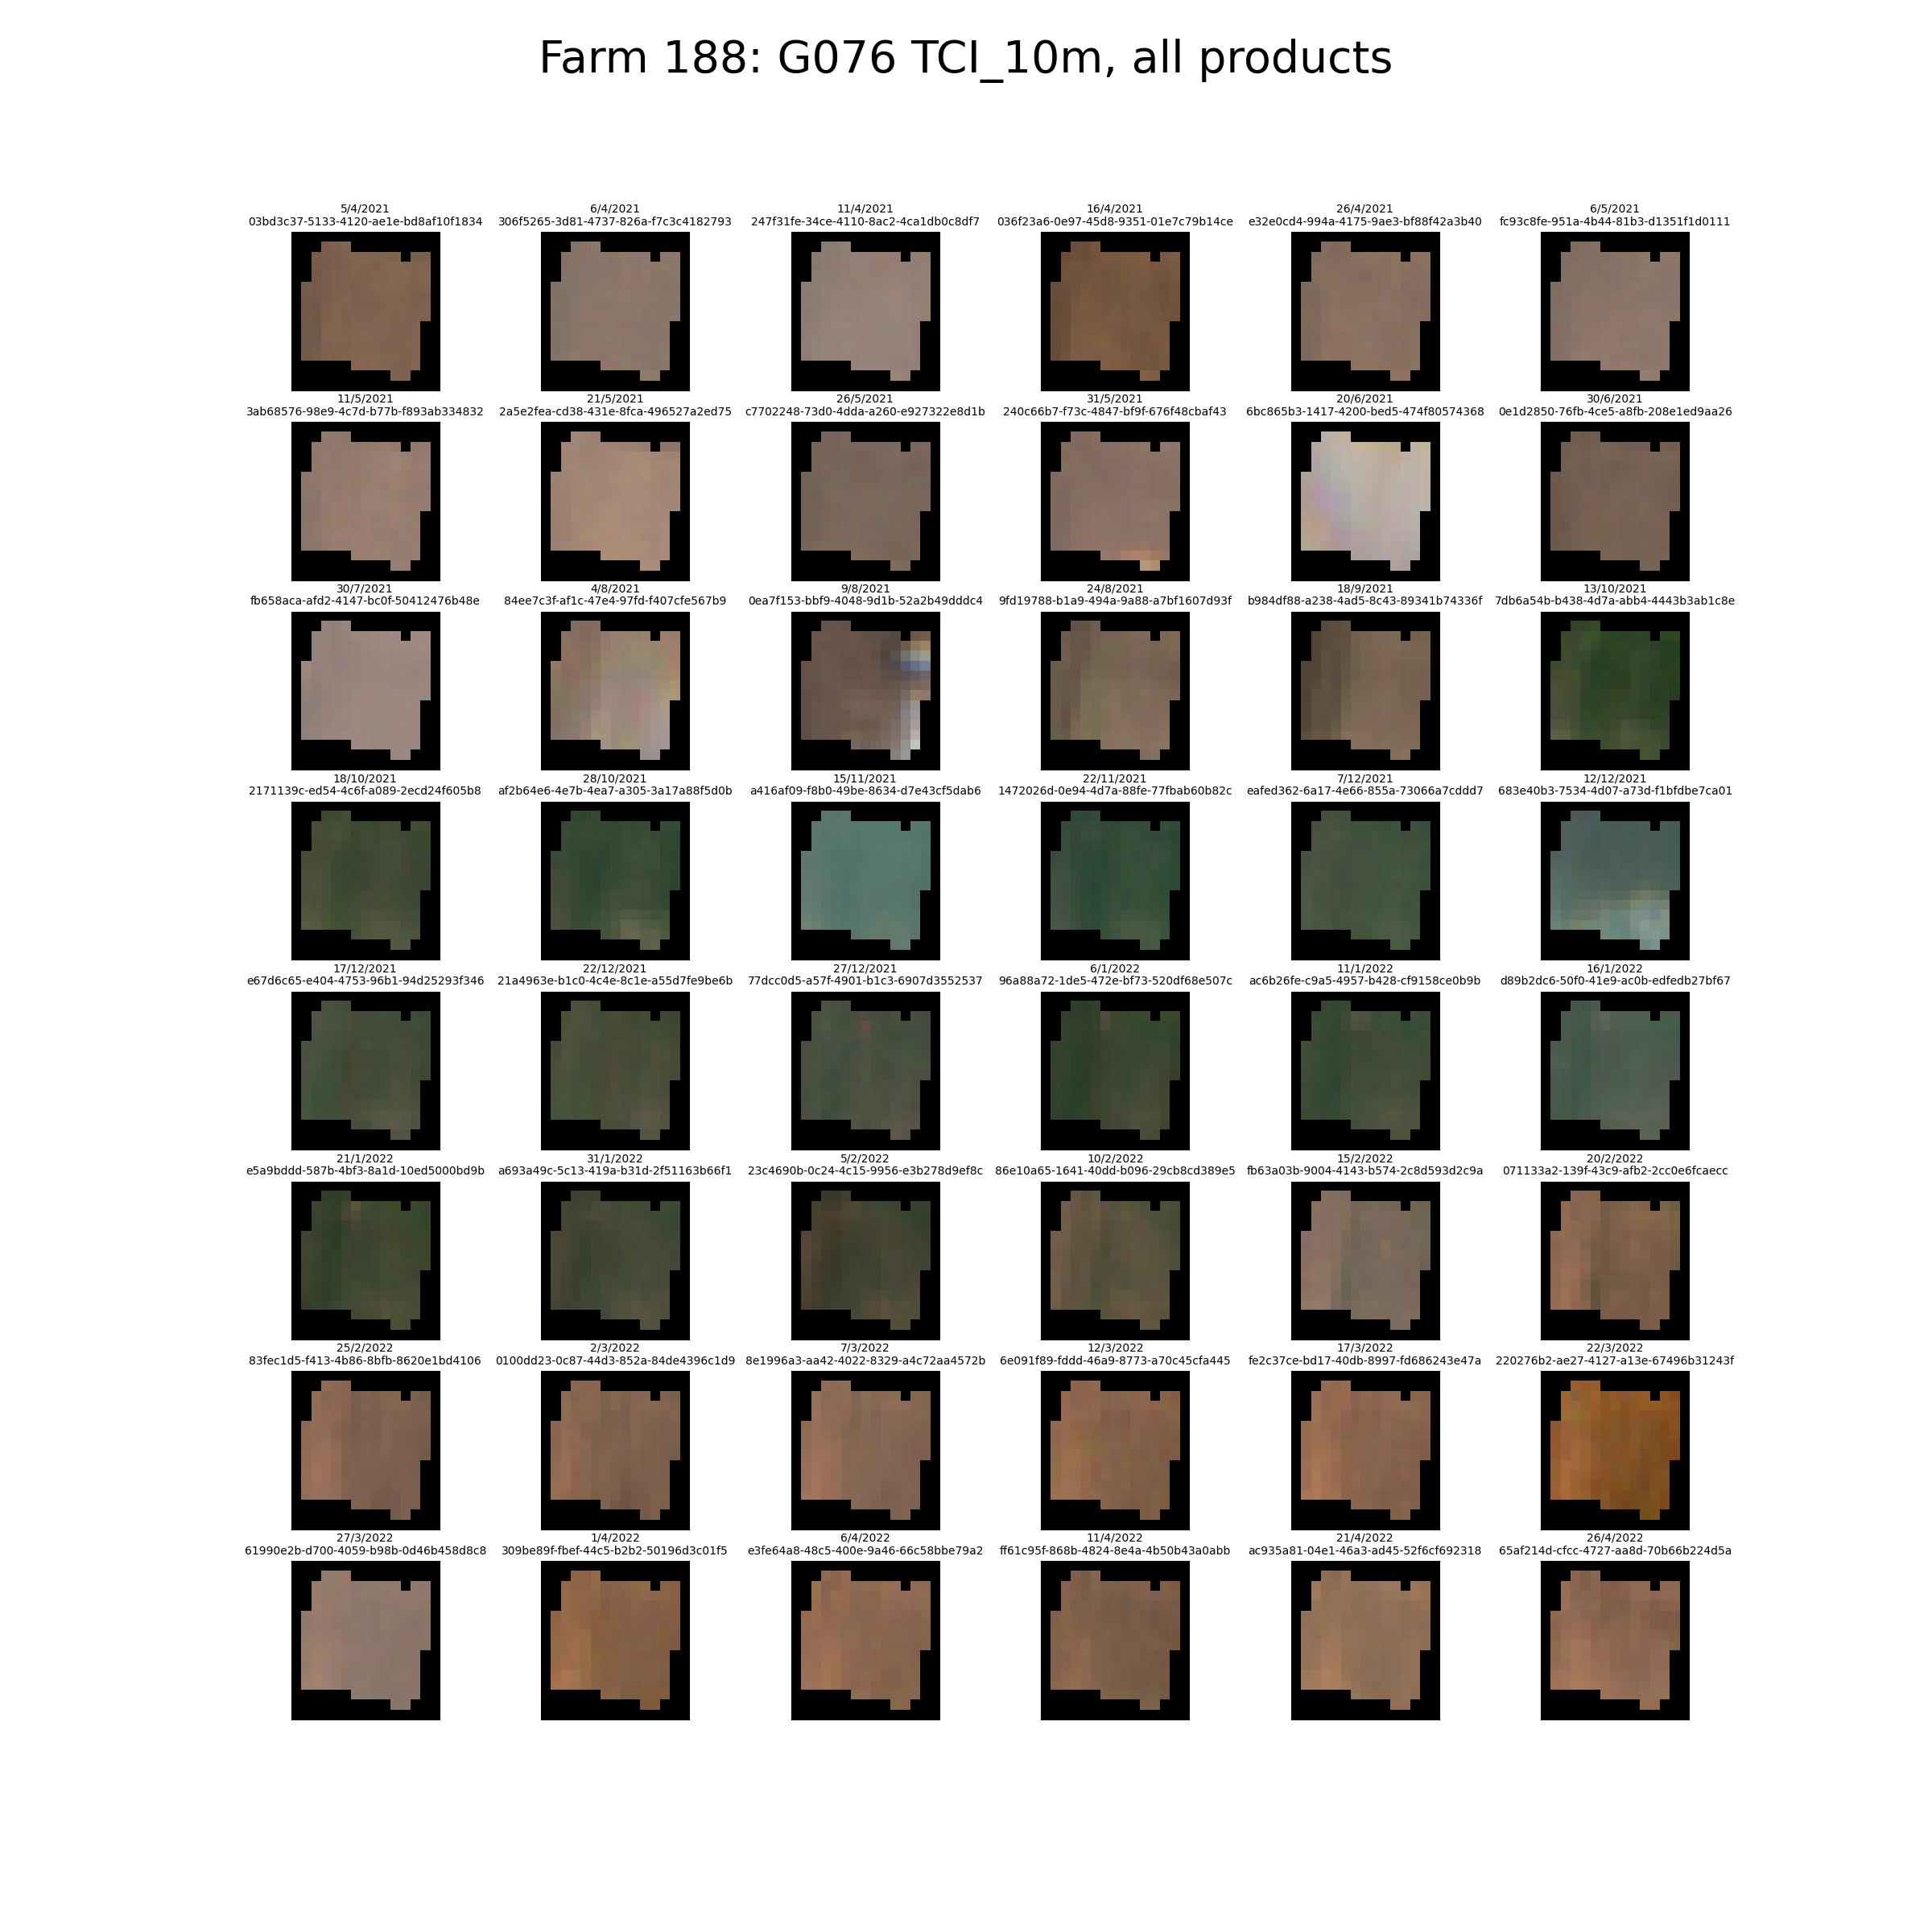 Farm 188: G076 TCI_10m, all products
5/4/2021 6/4/2021 11/4/2021 16/4/2021 26/4/2021 6/5/2021
03bd3c37-5133-4120-ae1e-bd8af10f1834 306f5265-3d81-4737-826a-f7c3c4182793 247f31fe-34ce-4110-8ac2-4ca1db0c8df7 036f23a6-0e97-45d8-9351-01e7c79b14ce e32e0cd4-994a-4175-9ae3-bf88f42a3b40 fc93c8fe-951a-4b44-81b3-d1351f1d0111
11/5/2021 21/5/2021 26/5/2021 31/5/2021 20/6/2021 30/6/2021
3ab68576-98e9-4c7d-b77b-f893ab334832 2a5e2fea-cd38-431e-8fca-496527a2ed75 c7702248-73d0-4dda-a260-e927322e8d1b 240c66b7-f73c-4847-bf9f-676f48cbaf43 6bc865b3-1417-4200-bed5-474f80574368 0e1d2850-76fb-4ce5-a8fb-208e1ed9aa26
30/7/2021 4/8/2021 9/8/2021 24/8/2021 18/9/2021 13/10/2021
fb658aca-afd2-4147-bc0f-50412476b48e 84ee7c3f-af1c-47e4-97fd-f407cfe567b9 0ea7f153-bbf9-4048-9d1b-52a2b49dddc4 9fd19788-b1a9-494a-9a88-a7bf1607d93f b984df88-a238-4ad5-8c43-89341b74336f 7db6a54b-b438-4d7a-abb4-4443b3ab1c8e
18/10/2021 28/10/2021 15/11/2021 22/11/2021 7/12/2021 12/12/2021
2171139c-ed54-4c6f-a089-2ecd24f605b8 af2b64e6-4e7b-4ea7-a305-3a17a88f5d0b a416af09-f8b0-49be-8634-d7e43cf5dab6 1472026d-0e94-4d7a-88fe-77fbab60b82c eafed362-6a17-4e66-855a-73066a7cddd7 683e40b3-7534-4d07-a73d-f1bfdbe7ca01
17/12/2021 22/12/2021 27/12/2021 6/1/2022 11/1/2022 16/1/2022
e67d6c65-e404-4753-96b1-94d25293f346 21a4963e-b1c0-4c4e-8c1e-a55d7fe9be6b 77dcc0d5-a57f-4901-b1c3-6907d3552537 96a88a72-1de5-472e-bf73-520df68e507c ac6b26fe-c9a5-4957-b428-cf9158ce0b9b d89b2dc6-50f0-41e9-ac0b-edfedb27bf67
21/1/2022 31/1/2022 5/2/2022 10/2/2022 15/2/2022 20/2/2022
e5a9bddd-587b-4bf3-8a1d-10ed5000bd9b a693a49c-5c13-419a-b31d-2f51163b66f1 23c4690b-0c24-4c15-9956-e3b278d9ef8c 86e10a65-1641-40dd-b096-29cb8cd389e5 fb63a03b-9004-4143-b574-2c8d593d2c9a 071133a2-139f-43c9-afb2-2cc0e6fcaecc
25/2/2022 2/3/2022 7/3/2022 12/3/2022 17/3/2022 22/3/2022
83fec1d5-f413-4b86-8bfb-8620e1bd4106 0100dd23-0c87-44d3-852a-84de4396c1d9 8e1996a3-aa42-4022-8329-a4c72aa4572b 6e091f89-fddd-46a9-8773-a70c45cfa445 fe2c37ce-bd17-40db-8997-fd686243e47a 220276b2-ae27-4127-a13e-67496b31243f
27/3/2022 1/4/2022 6/4/2022 11/4/2022 21/4/2022 26/4/2022
61990e2b-d700-4059-b98b-0d46b458d8c8 309be89f-fbef-44c5-b2b2-50196d3c01f5 e3fe64a8-48c5-400e-9a46-66c58bbe79a2 ff61c95f-868b-4824-8e4a-4b50b43a0abb ac935a81-04e1-46a3-ad45-52f6cf692318 65af214d-cfcc-4727-aa8d-70b66b224d5a